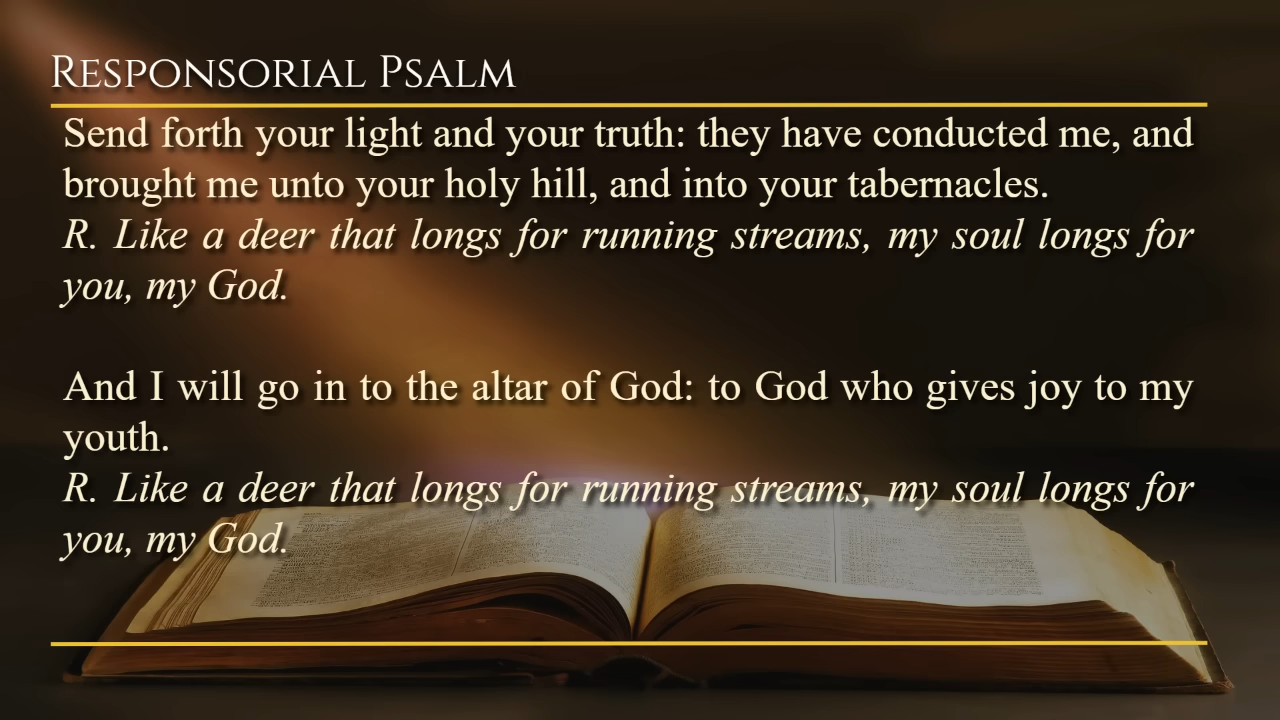 Responsorial Psalm
Send forth your light and your truth: they have conducted me, and
brought me unto your holy hill, and into your tabernacles.
R. Like a deer that longs for running streams, my soul longs for
you, my God.
And I will go in to the altar of God: to God who gives joy to my
youth.
R. Like a deer that longs for running streams, my soul longs for
you, my God.